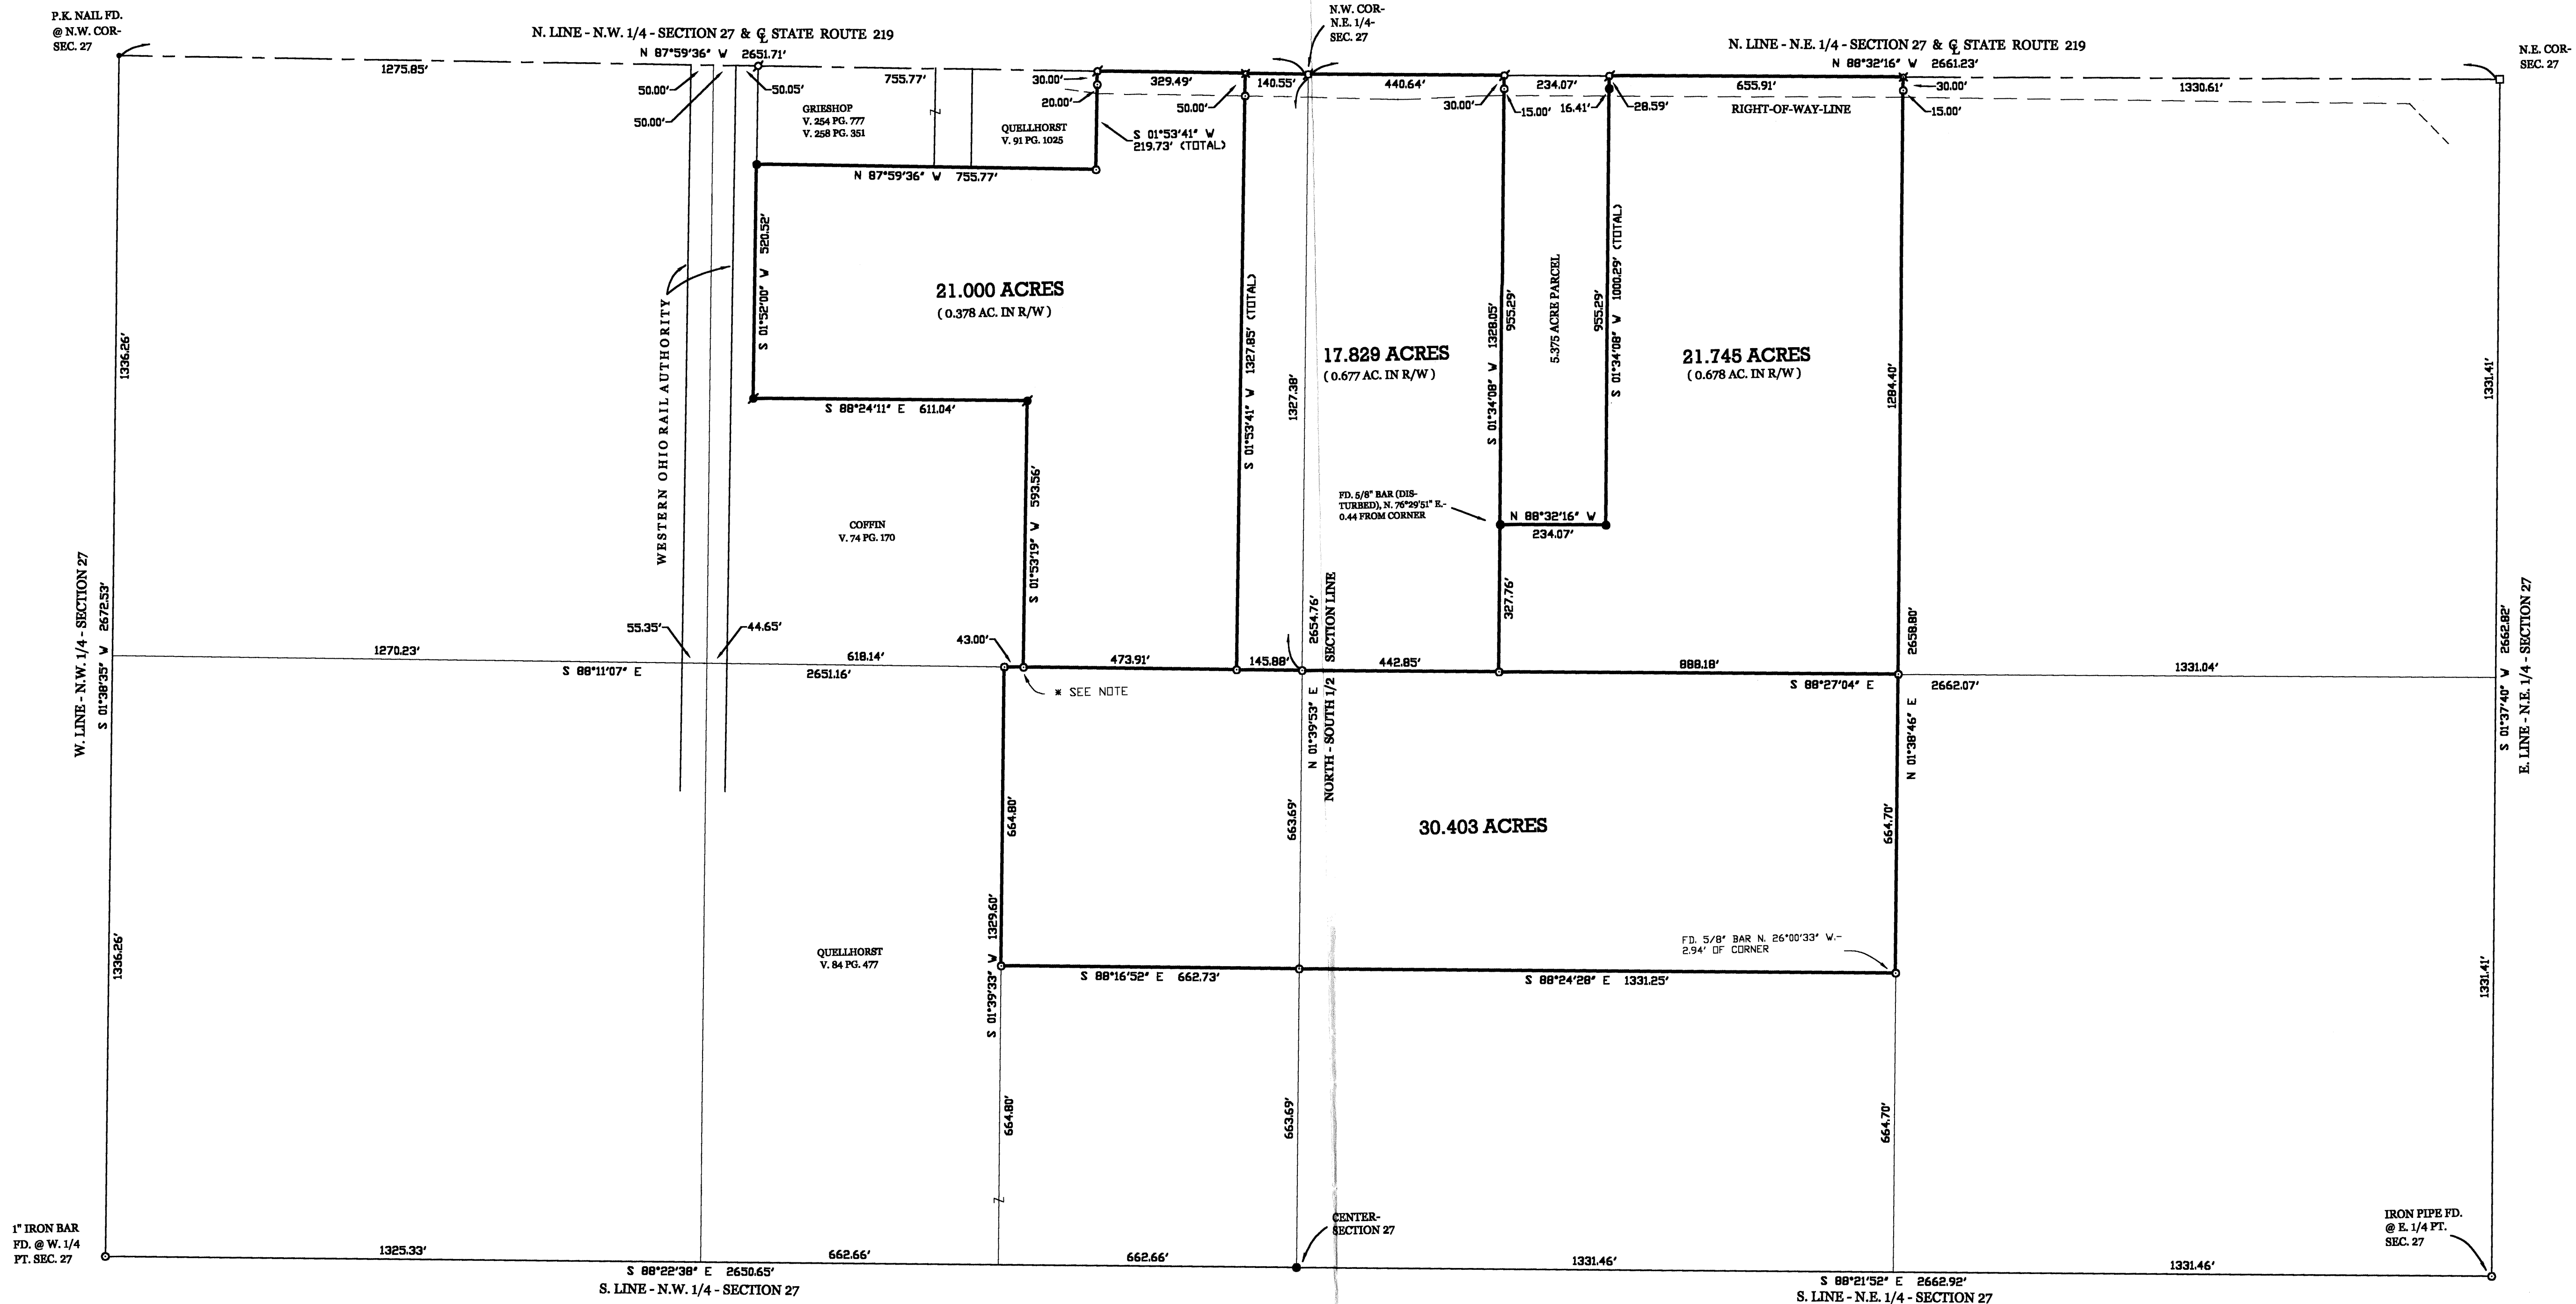 P.K. NAIL FD.
@ N.W. COR-
SEC. 27
N. LINE - N.W. 1/4 - SECTION 27 & ℄ STATE ROUTE 219
N 87°59'36" W 2651.71'
1275.85'
50.00'
50.00'
50.05'
755.77'
GRIESHOP
V. 254 PG. 777
V. 258 PG. 351
QUELLHORST
V. 91 PG. 1025
30.00'
20.00'
329.49'
S 01°53'41" W
219.73' (TOTAL)
140.55'
50.00'
N.W. COR-
N.E. 1/4-
SEC. 27
440.64'
30.00'
15.00'
234.07'
16.41'
28.59'
N. LINE - N.E. 1/4 - SECTION 27 & ℄ STATE ROUTE 219
N 88°32'16" W 2661.23'
655.91'
RIGHT-OF-WAY-LINE
30.00'
15.00'
1330.61'
N.E. COR-
SEC. 27
N 87°59'36" W 755.77'
S 01°52'00" W 520.52'
21.000 ACRES
( 0.378 AC. IN R/W )
S 88°24'11" E 611.04'
WESTERN OHIO RAIL AUTHORITY
1336.26'
S 01°53'41" W 1327.85' (TOTAL)
1327.38'
17.829 ACRES
( 0.677 AC. IN R/W )
S 01°34'08" W 1328.05'
955.29'
5.375 ACRE PARCEL
955.29'
S 01°34'08" W 1000.29' (TOTAL)
21.745 ACRES
( 0.678 AC. IN R/W )
1284.40'
1331.41'
COFFIN
V. 74 PG. 170
S 01°53'19" W 593.56'
FD. 5/8" BAR (DIS-
TURBED), N. 76°29'51" E.-
0.44 FROM CORNER
N 88°32'16" W
234.07'
327.76'
W. LINE - N.W. 1/4 - SECTION 27
S 01°38'35" W 2672.53'
1270.23'
55.35'
44.65'
S 88°11'07" E
618.14'
2651.16'
43.00'
* SEE NOTE
473.91'
145.88'
442.85'
888.18'
S 88°27'04" E
2662.07'
1331.04'
2654.76'
N 01°39'53" E
NORTH - SOUTH 1/2 SECTION LINE
2658.80'
N 01°38'46" E
S 01°37'40" W 2662.82'
E. LINE - N.E. 1/4 - SECTION 27
664.80'
663.69'
30.403 ACRES
664.70'
1336.26'
QUELLHORST
V. 84 PG. 477
S 01°39'33" W 1329.60'
FD. 5/8" BAR N. 26°00'33" W.-
2.94' OF CORNER
S 88°16'52" E 662.73'
S 88°24'28" E 1331.25'
1331.41'
664.80'
663.69'
664.70'
1" IRON BAR
FD. @ W. 1/4
PT. SEC. 27
CENTER-
SECTION 27
IRON PIPE FD.
@ E. 1/4 PT.
SEC. 27
1325.33'
662.66'
662.66'
1331.46'
1331.46'
S 88°22'38" E 2650.65'
S. LINE - N.W. 1/4 - SECTION 27
S 88°21'52" E 2662.92'
S. LINE - N.E. 1/4 - SECTION 27